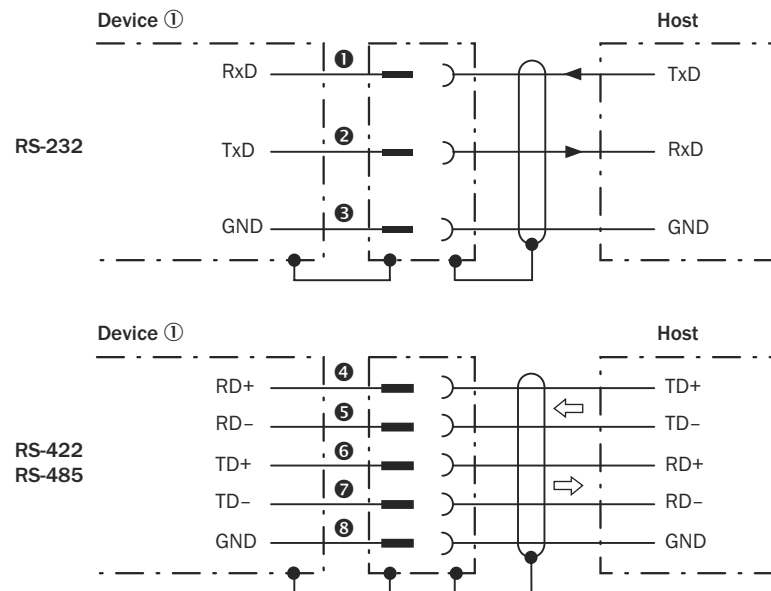 Device ①
Host
RxD ❶ TxD
RS-232
TxD ❷ RxD
GND ❸ GND
Device ①
Host
RD+ ❹ TD+
RD– ❺ TD–
RS-422
RS-485
TD+ ❻ RD+
TD– ❼ RD–
GND ❽ GND